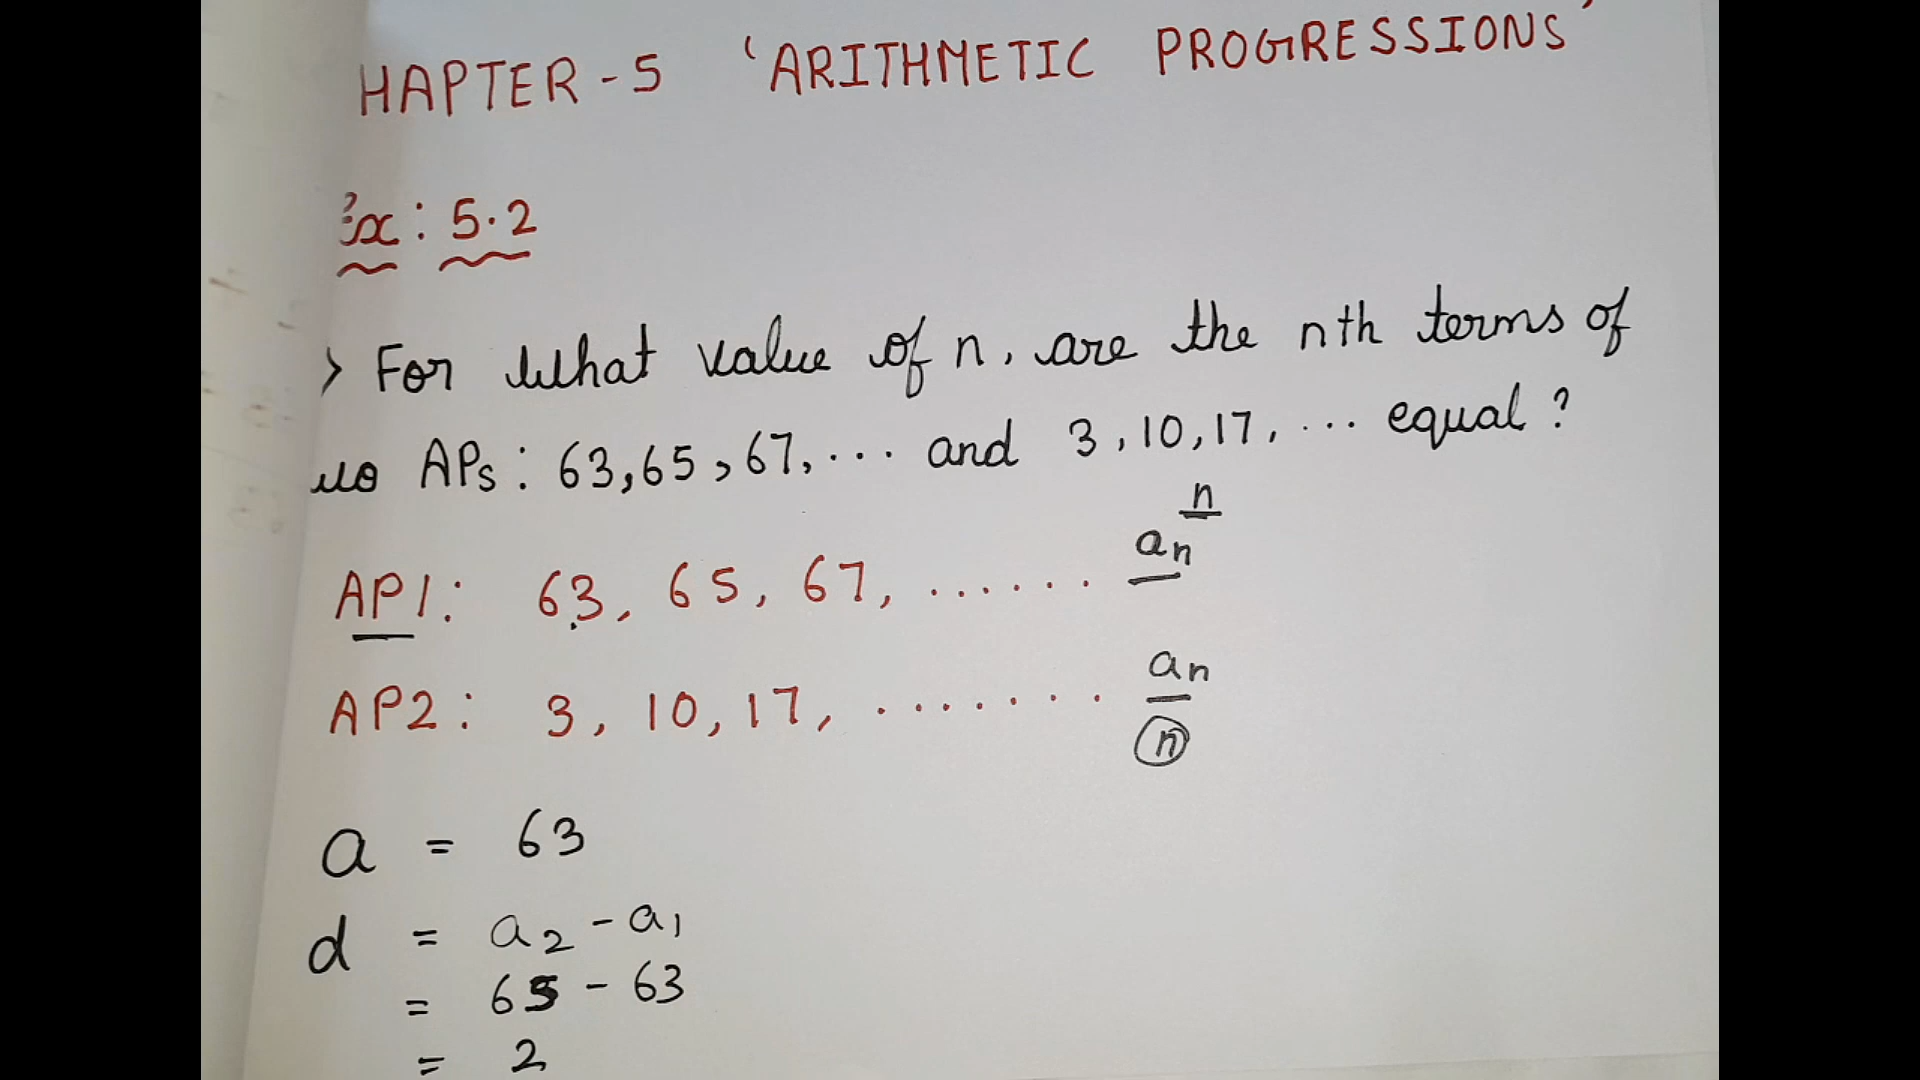 HAPTER-5 'ARITHMETIC PROGRESSIONS'
x: 5.2
For what value of n, are the nth terms of
APs: 63,65,67,... and 3,10,17,... equal?
n
AP1: 63, 65, 67, ...... an
AP2: 3, 10, 17, ....... an
n
a = 63
d = a2 - a1
= 65 - 63
= 2